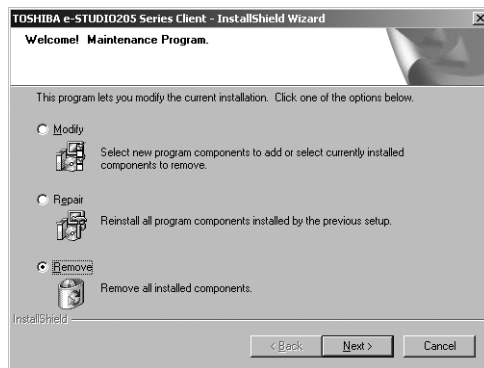 TOSHIBA e-STUDIO205 Series Client - InstallShield Wizard
Welcome! Maintenance Program.
This program lets you modify the current installation. Click one of the options below.
Modify
Select new program components to add or select currently installed
components to remove.
Repair
Reinstall all program components installed by the previous setup.
Remove
Remove all installed components.
InstallShield
< Back
Next >
Cancel